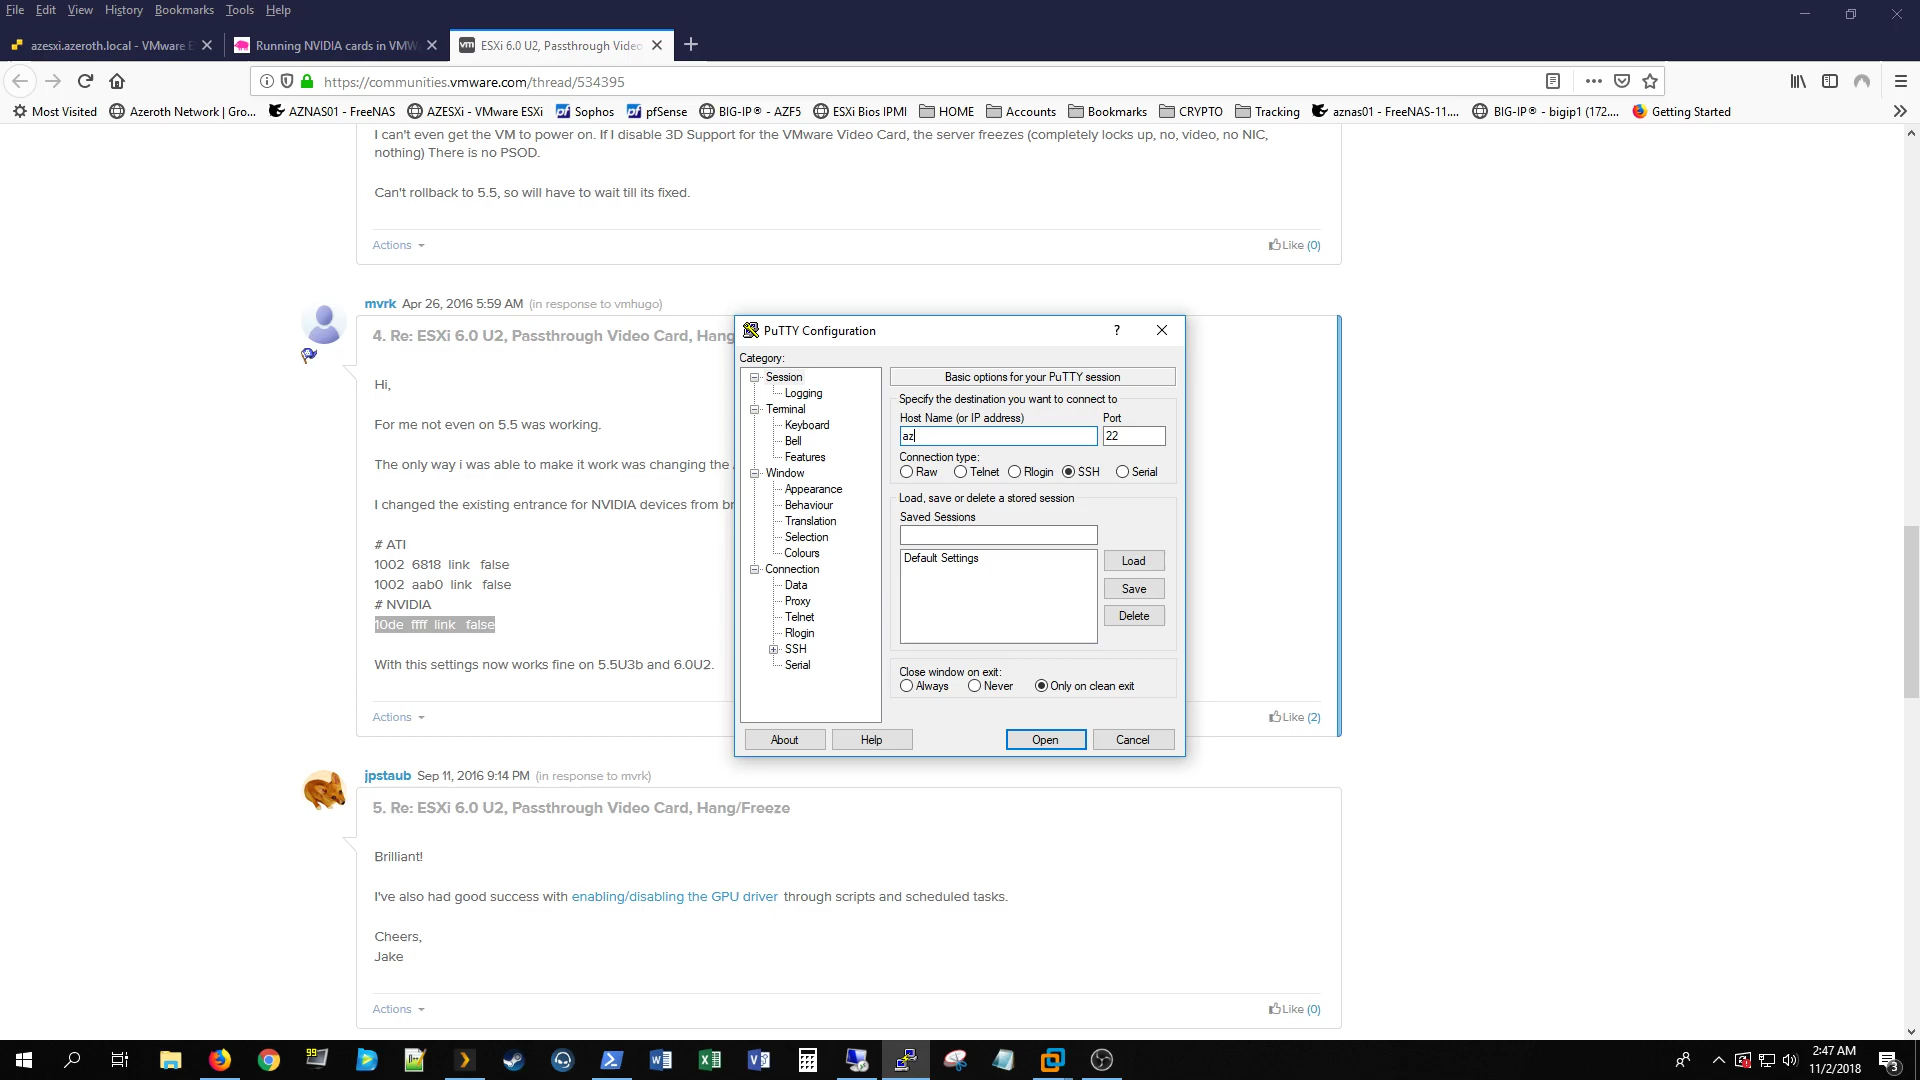 File Edit View History Bookmarks Tools Help
azesxi.azeroth.local - VMware E
Running NVIDIA cards in VMW
ESXi 6.0 U2, Passthrough Video
https://communities.vmware.com/thread/534395
Most Visited Azeroth Network | Gro... AZNAS01 - FreeNAS AZESXi - VMware ESXi Sophos pfSense BIG-IP® - AZF5 ESXi Bios IPMI HOME Accounts Bookmarks CRYPTO Tracking aznas01 - FreeNAS-11.... BIG-IP® - bigip1 (172.... Getting Started
I can't even get the VM to power on. If I disable 3D Support for the VMware Video Card, the server freezes (completely locks up, no, video, no NIC,
nothing) There is no PSOD.
Can't rollback to 5.5, so will have to wait till its fixed.
Actions Like (0)
mvrk Apr 26, 2016 5:59 AM (in response to vmhugo)
4. Re: ESXi 6.0 U2, Passthrough Video Card, Hang
Hi,
For me not even on 5.5 was working.
The only way i was able to make it work was changing the
I changed the existing entrance for NVIDIA devices from br
# ATI
1002 6818 link false
1002 aab0 link false
# NVIDIA
10de ffff link false
With this settings now works fine on 5.5U3b and 6.0U2.
Actions Like (2)
PuTTY Configuration
?
Category:
Session
Logging
Terminal
Keyboard
Bell
Features
Window
Appearance
Behaviour
Translation
Selection
Colours
Connection
Data
Proxy
Telnet
Rlogin
SSH
Serial
Basic options for your PuTTY session
Specify the destination you want to connect to
Host Name (or IP address) Port
az 22
Connection type:
Raw Telnet Rlogin SSH Serial
Load, save or delete a stored session
Saved Sessions
Default Settings
Load
Save
Delete
Close window on exit:
Always Never Only on clean exit
About Help Open Cancel
jpstaub Sep 11, 2016 9:14 PM (in response to mvrk)
5. Re: ESXi 6.0 U2, Passthrough Video Card, Hang/Freeze
Brilliant!
I've also had good success with enabling/disabling the GPU driver through scripts and scheduled tasks.
Cheers,
Jake
Actions Like (0)
2:47 AM
11/2/2018
3